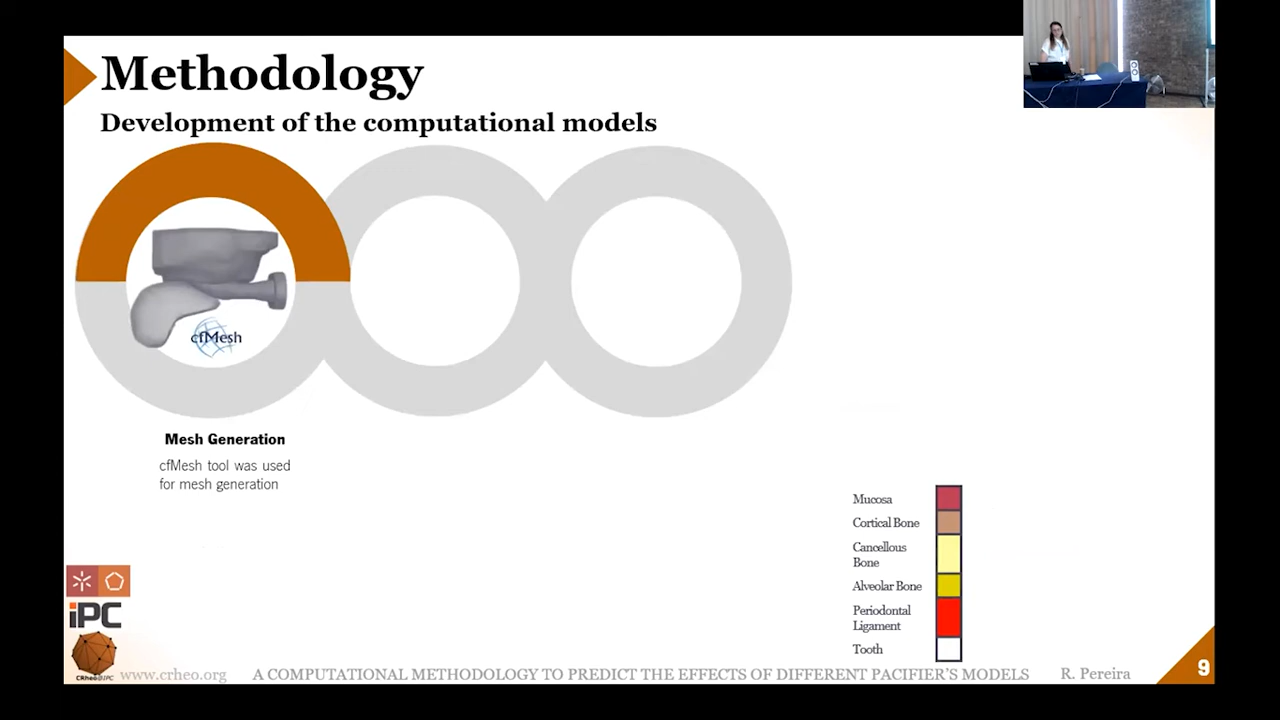 Methodology
Development of the computational models
cfMesh
Mesh Generation
cfMesh tool was used
for mesh generation
Mucosa
Cortical Bone
Cancellous
Bone
Alveolar Bone
Periodontal
Ligament
Tooth
iPC
CRheo@IPC
www.crheo.org
A COMPUTATIONAL METHODOLOGY TO PREDICT THE EFFECTS OF DIFFERENT PACIFIER'S MODELS
R. Pereira
9